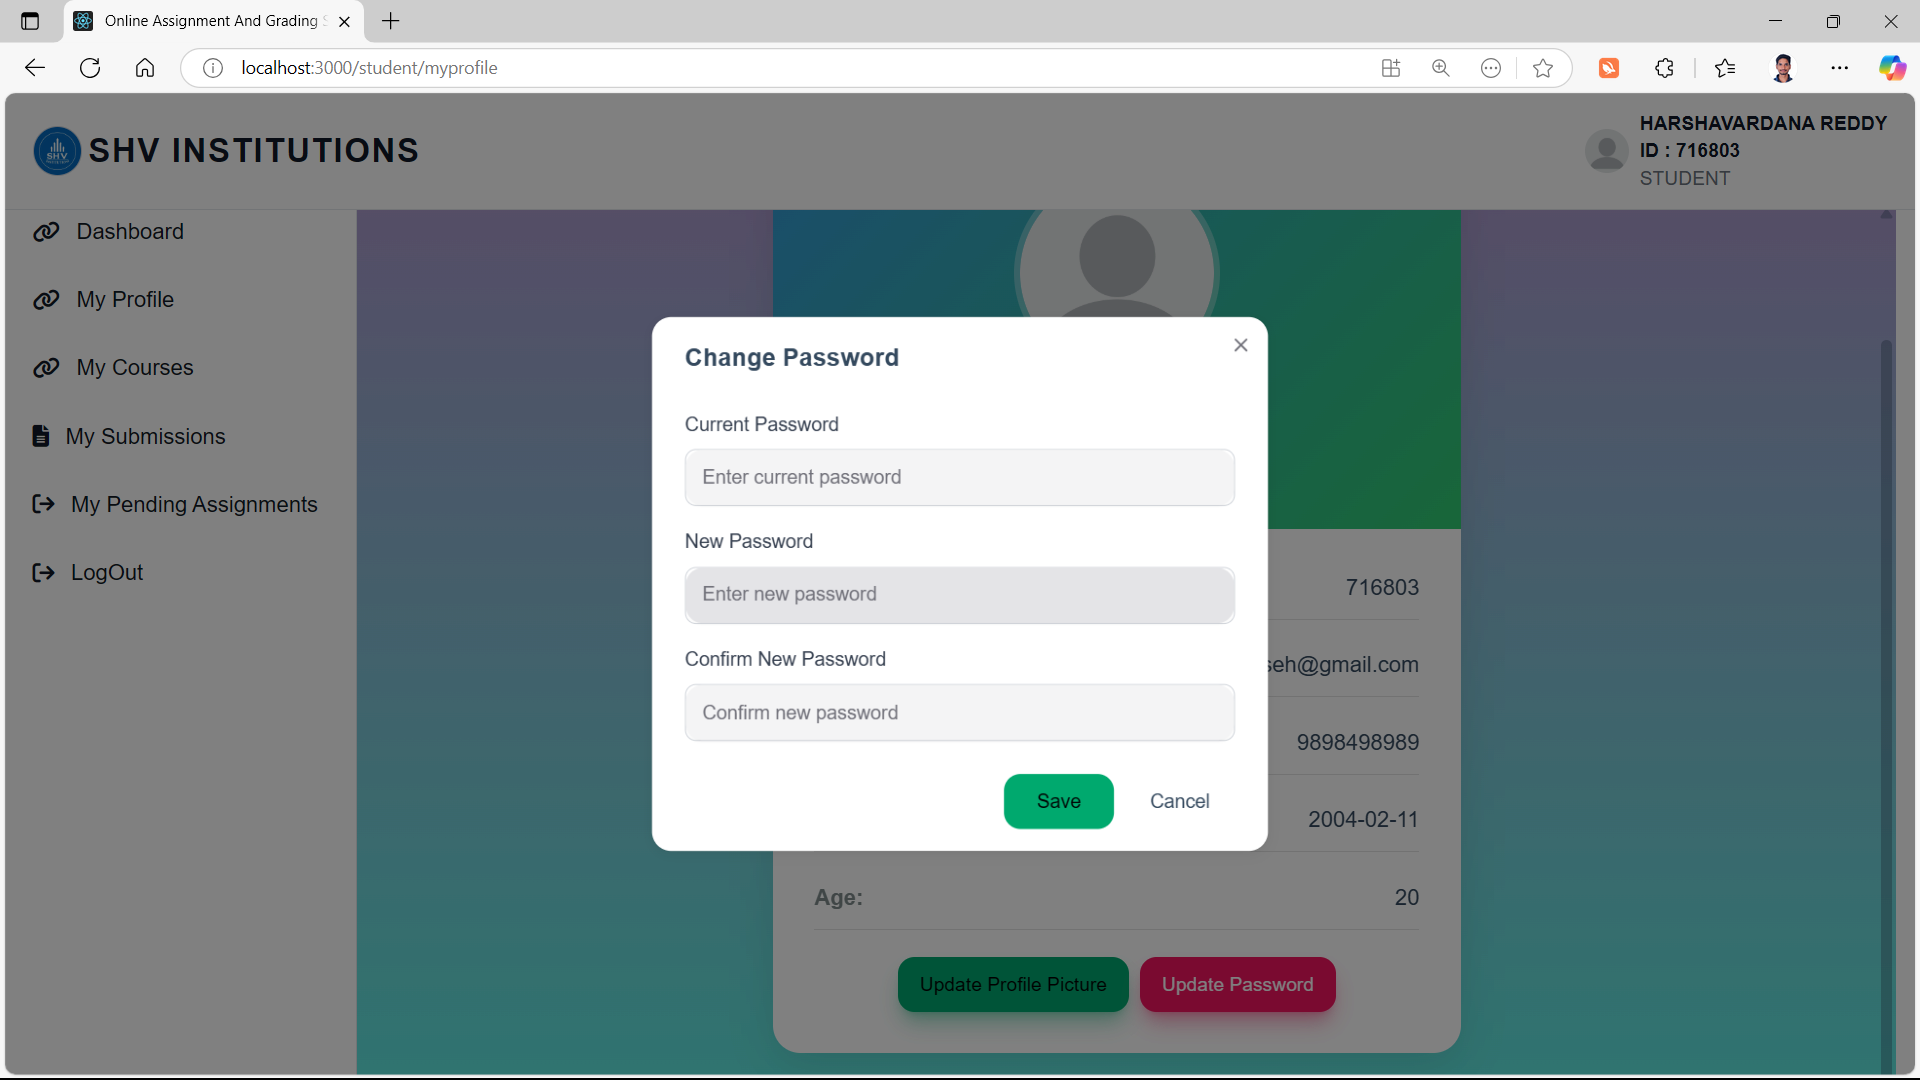 Online Assignment And Grading
localhost:3000/student/myprofile
SHV
SHV INSTITUTIONS
HARSHAVARDANA REDDY
ID : 716803
STUDENT
Dashboard
My Profile
My Courses
My Submissions
My Pending Assignments
LogOut
Change Password
Current Password
Enter current password
New Password
Enter new password
Confirm New Password
Confirm new password
Save Cancel
716803
seh@gmail.com
9898498989
2004-02-11
Age: 20
Update Profile Picture Update Password